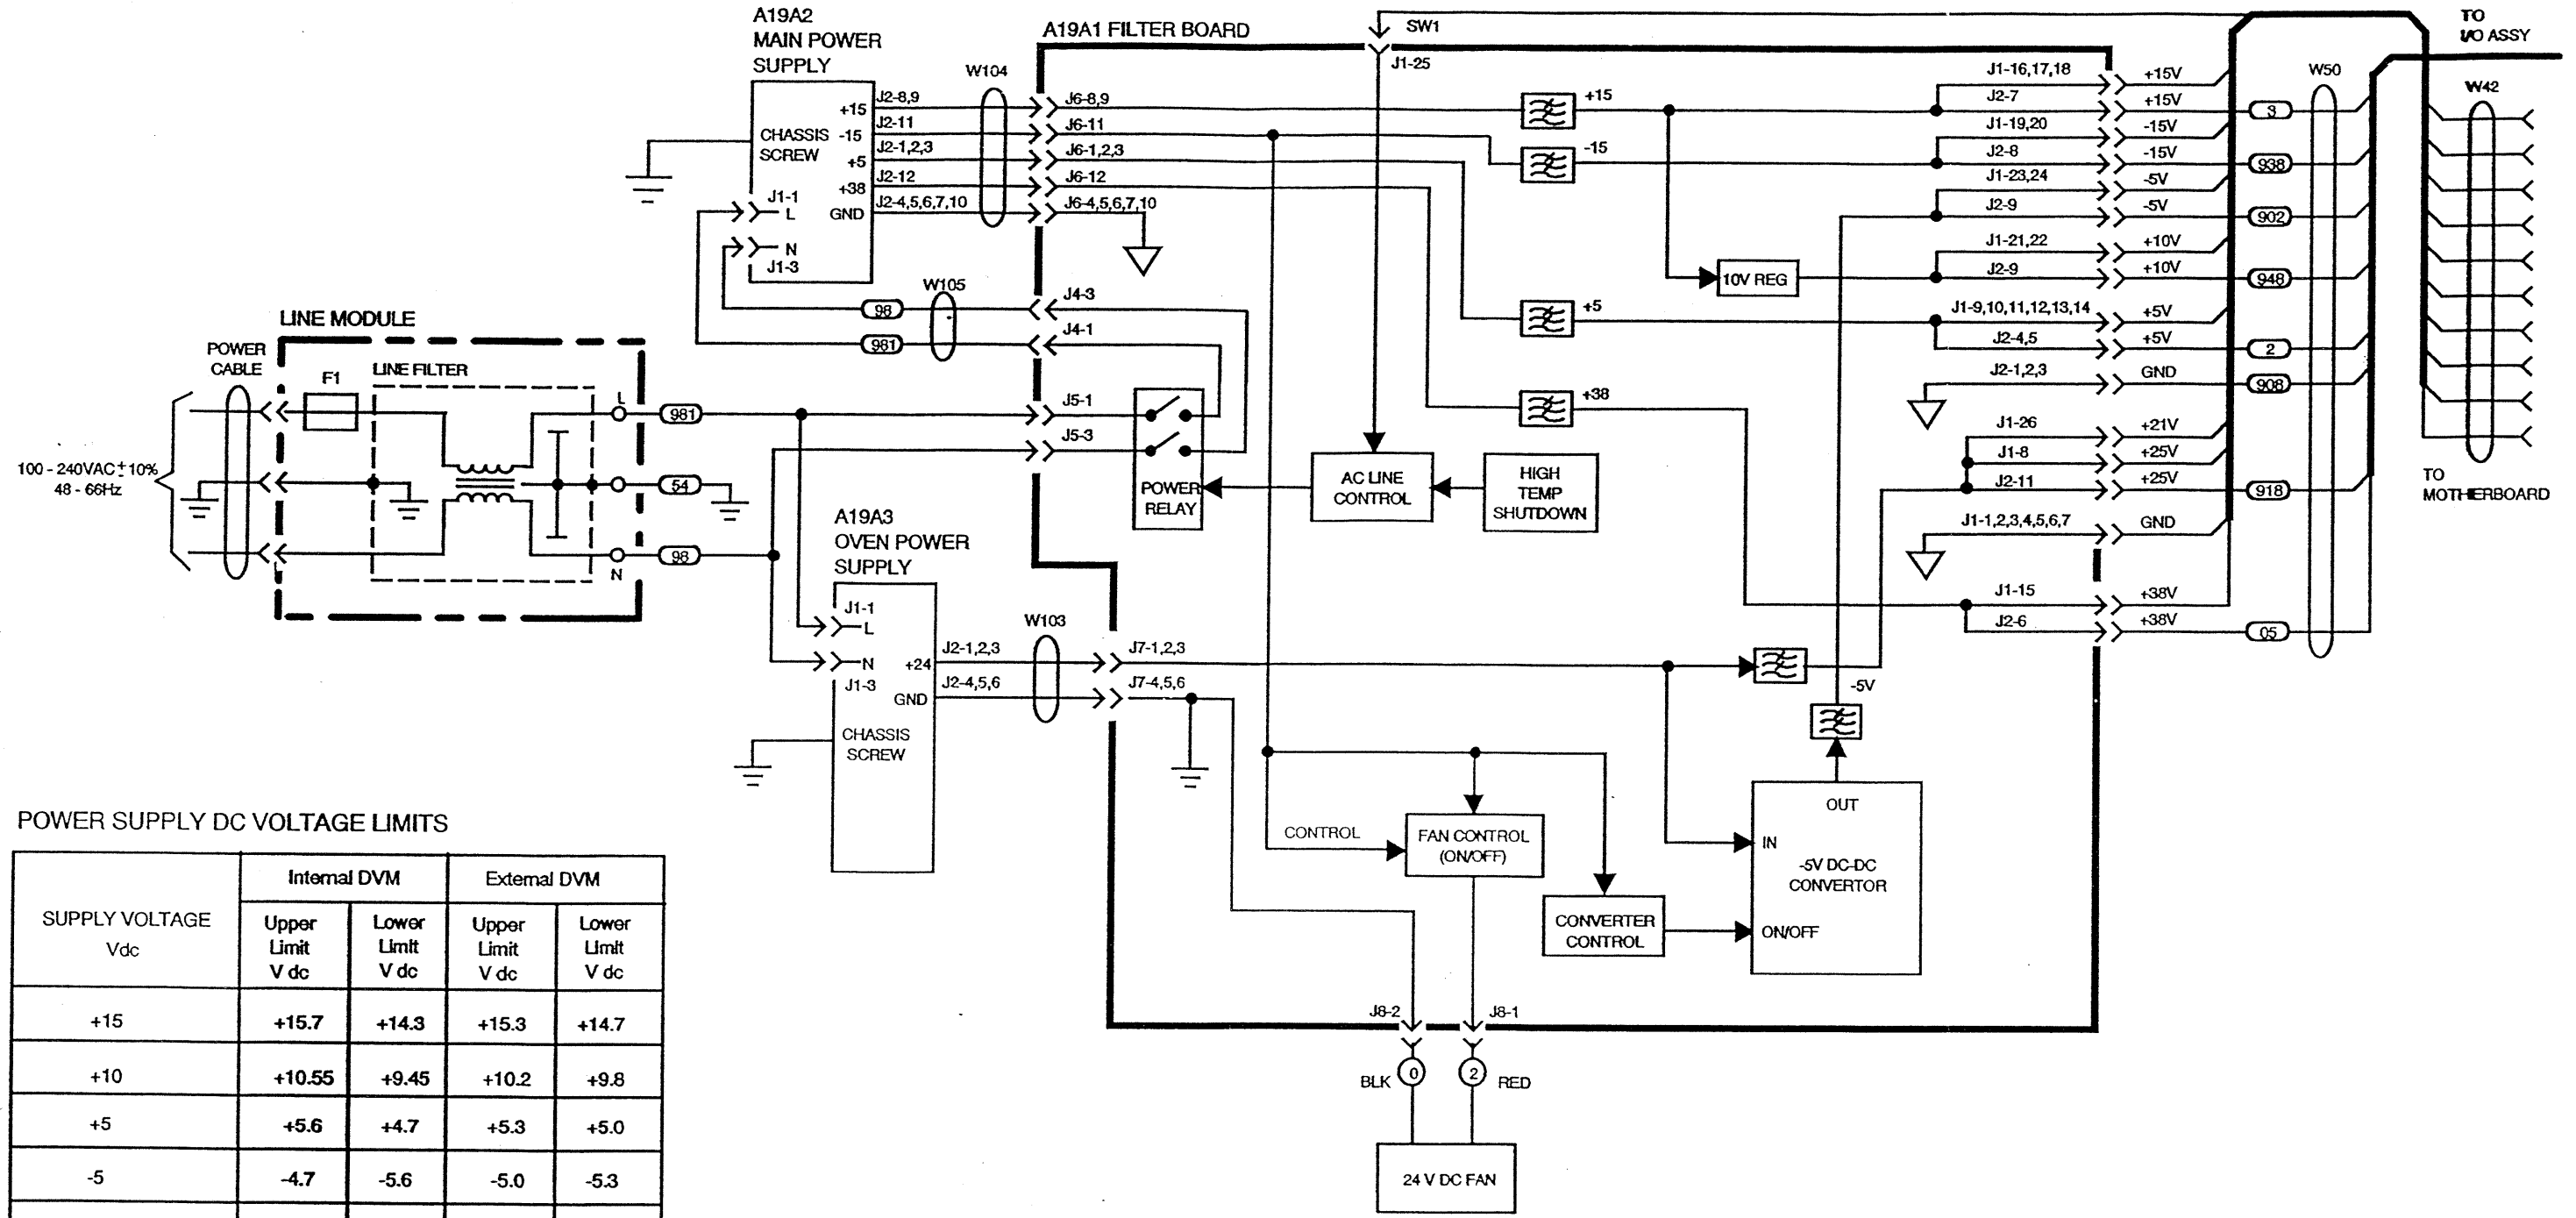 A19A2
MAIN POWER
SUPPLY
+15
CHASSIS
SCREW
-15
+5
+38
GND
J1-1
L
N
J1-3
J2-8,9
J2-11
J2-1,2,3
J2-12
J2-4,5,6,7,10
W104
A19A1 FILTER BOARD
J6-8,9
J6-11
J6-1,2,3
J6-12
J6-4,5,6,7,10
SW1
J1-25
+15
-15
+5
+38
10V REG
J1-16,17,18
+15V
J2-7
+15V
3
J1-19,20
-15V
J2-8
-15V
938
J1-23,24
-5V
J2-9
-5V
902
J1-21,22
+10V
J2-9
+10V
948
J1-9,10,11,12,13,14
+5V
J2-4,5
+5V
2
J2-1,2,3
GND
908
J1-26
+21V
J1-8
+25V
J2-11
+25V
918
J1-1,2,3,4,5,6,7
GND
J1-15
+38V
J2-6
+38V
05
W50
TO
I/O ASSY
W42
TO
MOTHERBOARD
W105
98
981
J4-3
J4-1
J5-1
J5-3
POWER
RELAY
AC LINE
CONTROL
HIGH
TEMP
SHUTDOWN
LINE MODULE
POWER
CABLE
F1
LINE FILTER
L
981
54
98
N
100 - 240VAC ± 10%
48 - 66Hz
A19A3
OVEN POWER
SUPPLY
J1-1
L
N
J1-3
+24
GND
CHASSIS
SCREW
J2-1,2,3
J2-4,5,6
W103
J7-1,2,3
J7-4,5,6
-5V
CONTROL
FAN CONTROL
(ON/OFF)
CONVERTER
CONTROL
OUT
IN
-5V DC-DC
CONVERTOR
ON/OFF
J8-2
J8-1
BLK
0
2
RED
24 V DC FAN
POWER SUPPLY DC VOLTAGE LIMITS
SUPPLY VOLTAGE
Vdc
Internal DVM
External DVM
Upper
Limit
V dc
Lower
Limit
V dc
Upper
Limit
V dc
Lower
Limit
V dc
+15 +15.7 +14.3 +15.3 +14.7
+10 +10.55 +9.45 +10.2 +9.8
+5 +5.6 +4.7 +5.3 +5.0
-5 -4.7 -5.6 -5.0 -5.3